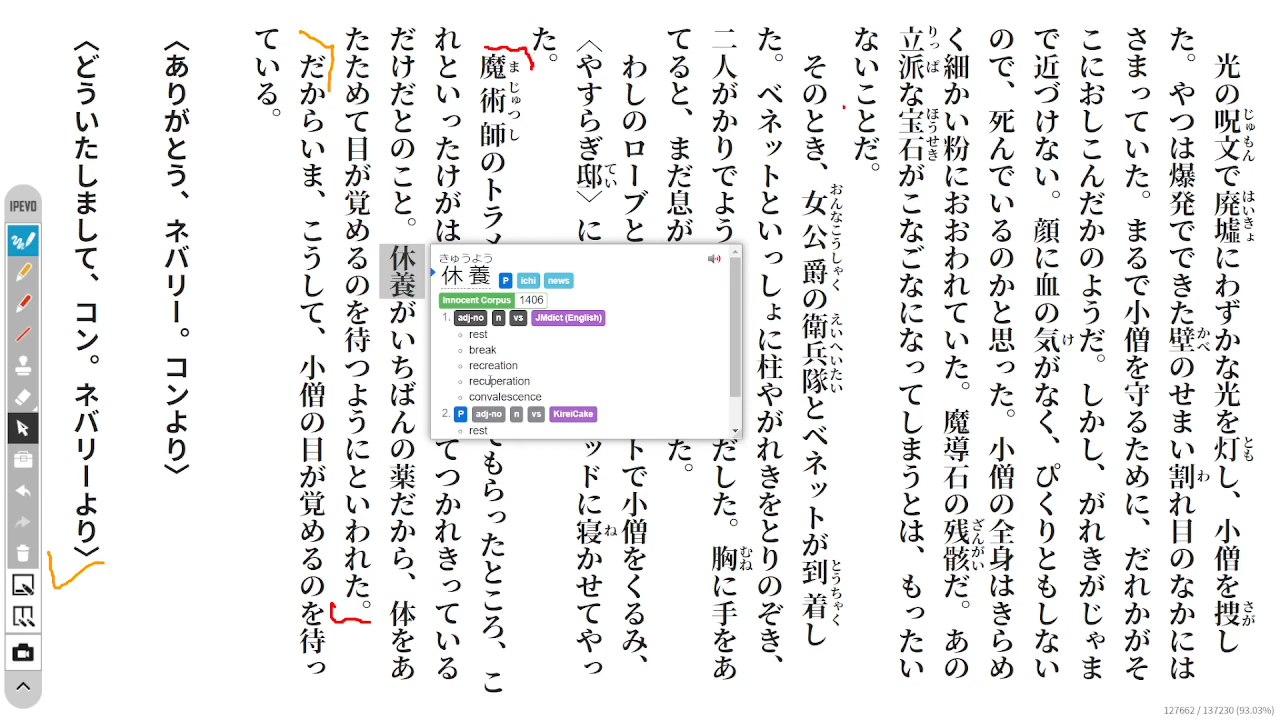 光の呪文で廃墟にわずかな光を灯し、小僧を捜し
た。やつは爆発でできた壁のせまい割れ目のなかには
さまっていた。まるで小僧を守るために、だれかがそ
こにおしこんだかのようだ。しかし、がれきがじゃま
で近づけない。顔に血の気がなく、ぴくりともしない
ので、死んでいるのかと思った。小僧の全身はきらめ
く細かい粉におおわれていた。魔導石の残骸だ。あの
立派な宝石がこなごなになってしまうとは、もったい
ないことだ。
そのとき、女公爵の衛兵隊とベネットが到着し
た。ベネットといっしょに柱やがれきをとりのぞき、
二人がかりでよう
だした。胸に手をあ
てると、まだ息が
た。
わしのローブと
トで小僧をくるみ、
〈やすらぎ邸〉に
ッドに寝かせてやっ
た。
魔術師のトラメ
てもらったところ、こ
れといったけがは
てつかれきっている
だけだとのこと。休養がいちばんの薬だから、体をあ
たためて目が覚めるのを待つようにといわれた。
だからいま、こうして、小僧の目が覚めるのを待っ
ている。
〈ありがとう、ネバリー。コンより〉
〈どういたしまして、コン。ネバリーより〉
きゅうよう
休養 P ichi news
Innocent Corpus 1406
1. adj-no n vs JMdict (English)
rest
break
recreation
recuperation
convalescence
2. P adj-no n vs KireiCake
rest
IPEVO
127662 / 137230 (93.03%)